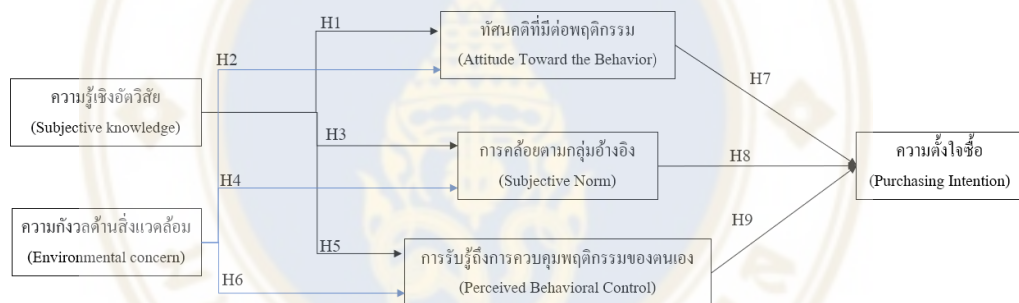 H1
ทัศนคติที่มีต่อพฤติกรรม
(Attitude Toward the Behavior)
H2
H7
ความรู้เชิงอัตวิสัย
(Subjective knowledge)
H3
การคล้อยตามกลุ่มอ้างอิง
(Subjective Norm)
H8
ความตั้งใจซื้อ
(Purchasing Intention)
H4
ความกังวลด้านสิ่งแวดล้อม
(Environmental concern)
H9
H5
การรับรู้ถึงการควบคุมพฤติกรรมของตนเอง
(Perceived Behavioral Control)
H6